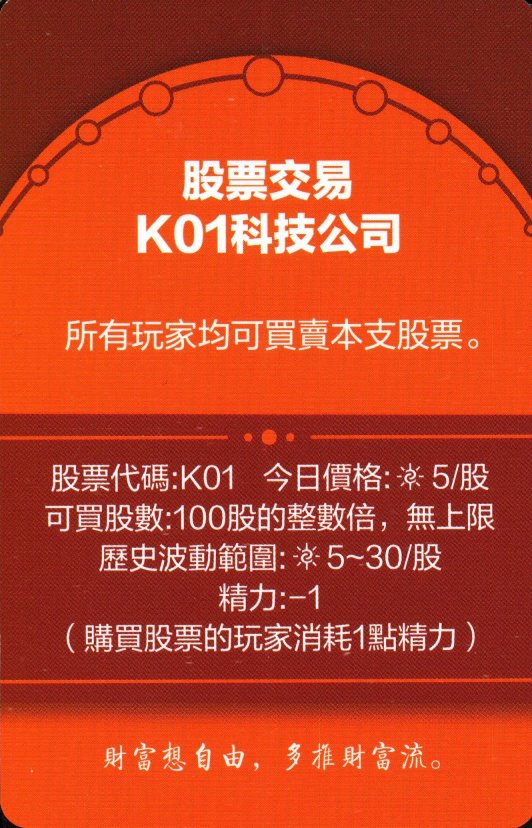 股票交易
K01科技公司
所有玩家均可買賣本支股票。
股票代碼:K01 今日價格: 5/股
可買股數:100股的整數倍，無上限
歷史波動範圍: 5~30/股
精力:-1
（購買股票的玩家消耗1點精力）
財富想自由，多推財富流。